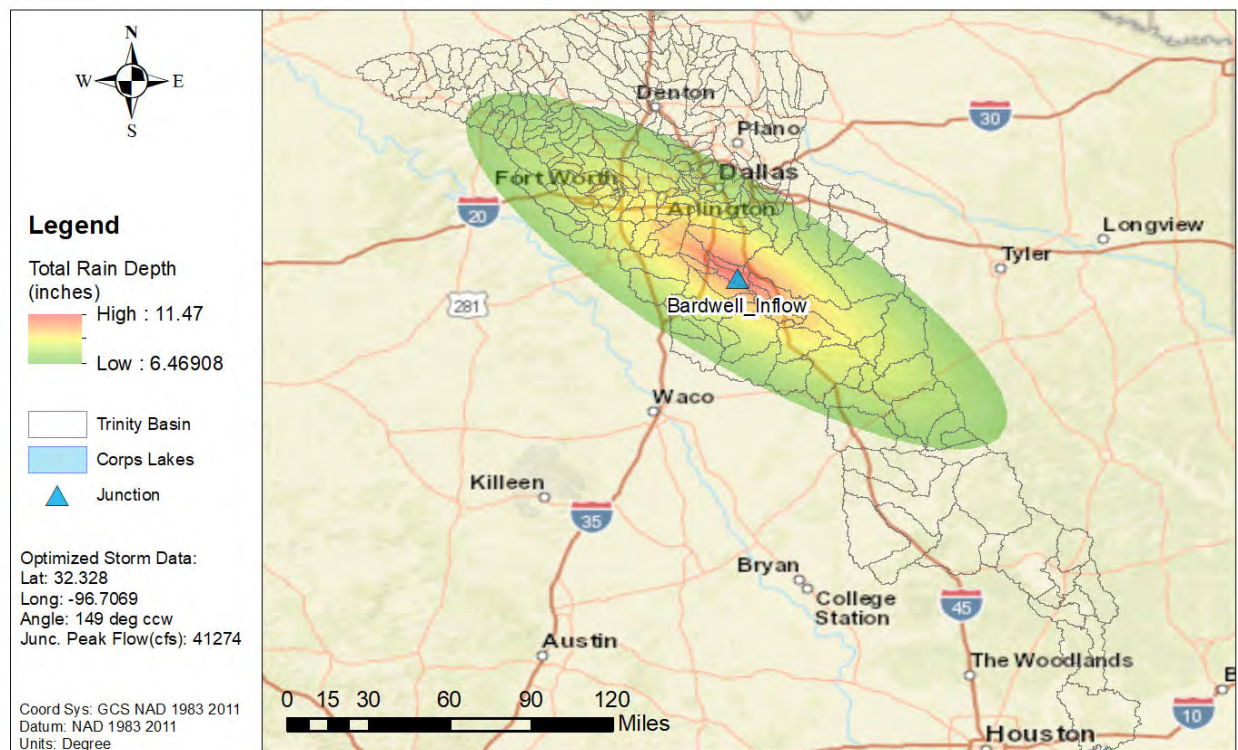 N
W
E
S
Legend
Total Rain Depth
(inches)
High : 11.47
Low : 6.46908
Trinity Basin
Corps Lakes
Junction
Optimized Storm Data:
Lat: 32.328
Long: -96.7069
Angle: 149 deg ccw
Junc. Peak Flow(cfs): 41274
Coord Sys: GCS NAD 1983 2011
Datum: NAD 1983 2011
Units: Degree
Denton
30
Plano
Dallas
Fort Worth
Arlington
20
Longview
Tyler
281
Bardwell_Inflow
Waco
Killeen
35
Bryan
College
Station
45
Austin
The Woodlands
10
Houston
0 15 30 60 90 120
Miles